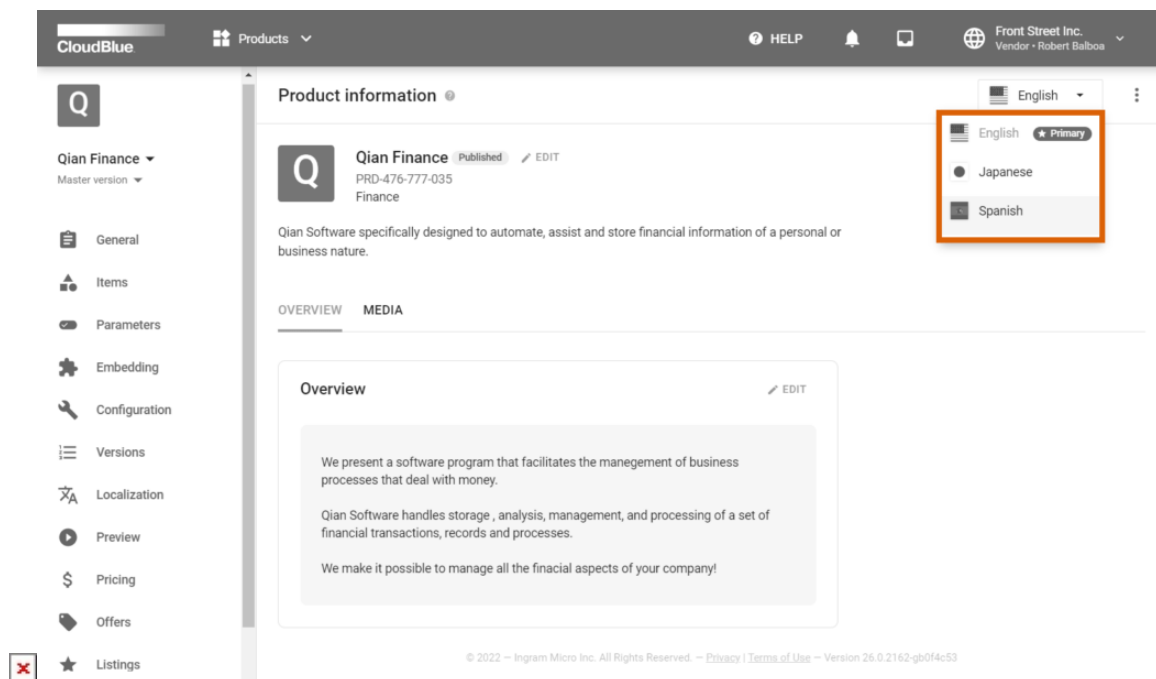 CloudBlue
Products
HELP
Front Street Inc.
Vendor • Robert Balboa
Q
Qian Finance
Master version
General
Items
Parameters
Embedding
Configuration
Versions
Localization
Preview
Pricing
Offers
Listings
Product information
English
English ★ Primary
Japanese
Spanish
Q
Qian Finance Published EDIT
PRD-476-777-035
Finance
Qian Software specifically designed to automate, assist and store financial information of a personal or
business nature.
OVERVIEW MEDIA
Overview EDIT
We present a software program that facilitates the manegement of business
processes that deal with money.
Qian Software handles storage , analysis, management, and processing of a set of
financial transactions, records and processes.
We make it possible to manage all the finacial aspects of your company!
© 2022 – Ingram Micro Inc. All Rights Reserved. – Privacy | Terms of Use – Version 26.0.2162-gb0f4c53